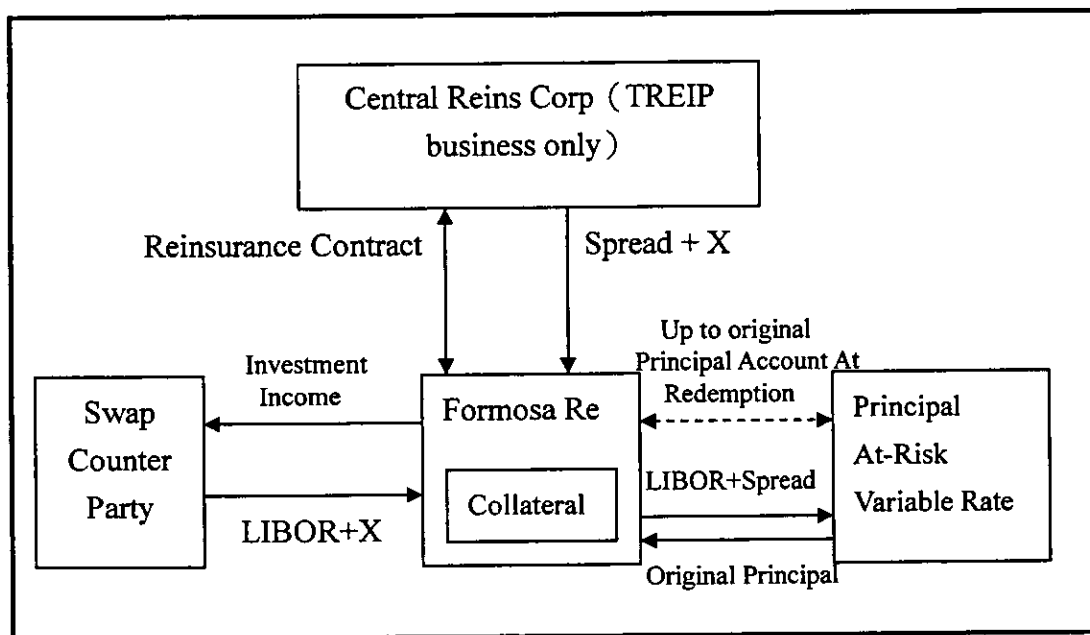 Central Reins Corp（TREIP
business only）
Reinsurance Contract
Spread + X
Up to original
Principal Account At
Redemption
Investment
Income
Swap
Counter
Party
Formosa Re
Principal
At-Risk
Variable Rate
LIBOR+Spread
Collateral
LIBOR+X
Original Principal